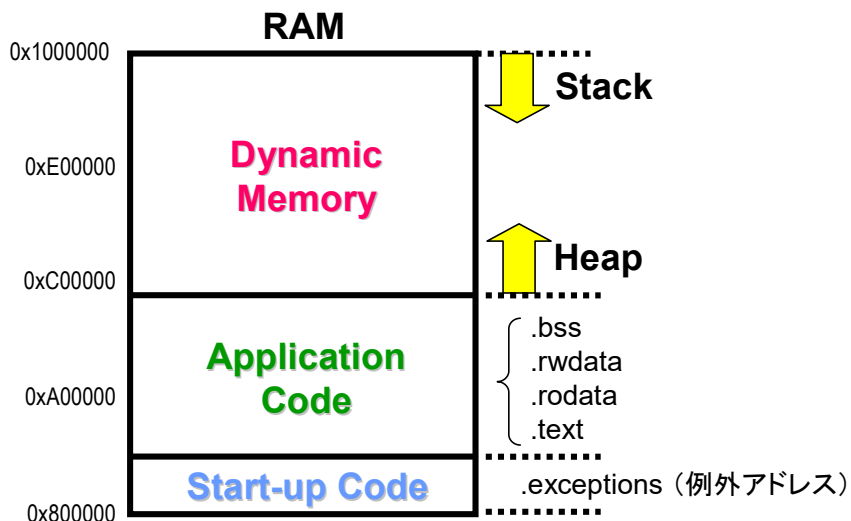 RAM
0x1000000
Stack
0xE00000
Dynamic
Memory
Heap
0xC00000
.bss
.rwdata
.rodata
.text
Application
Code
0xA00000
Start-up Code
.exceptions（例外アドレス）
0x800000